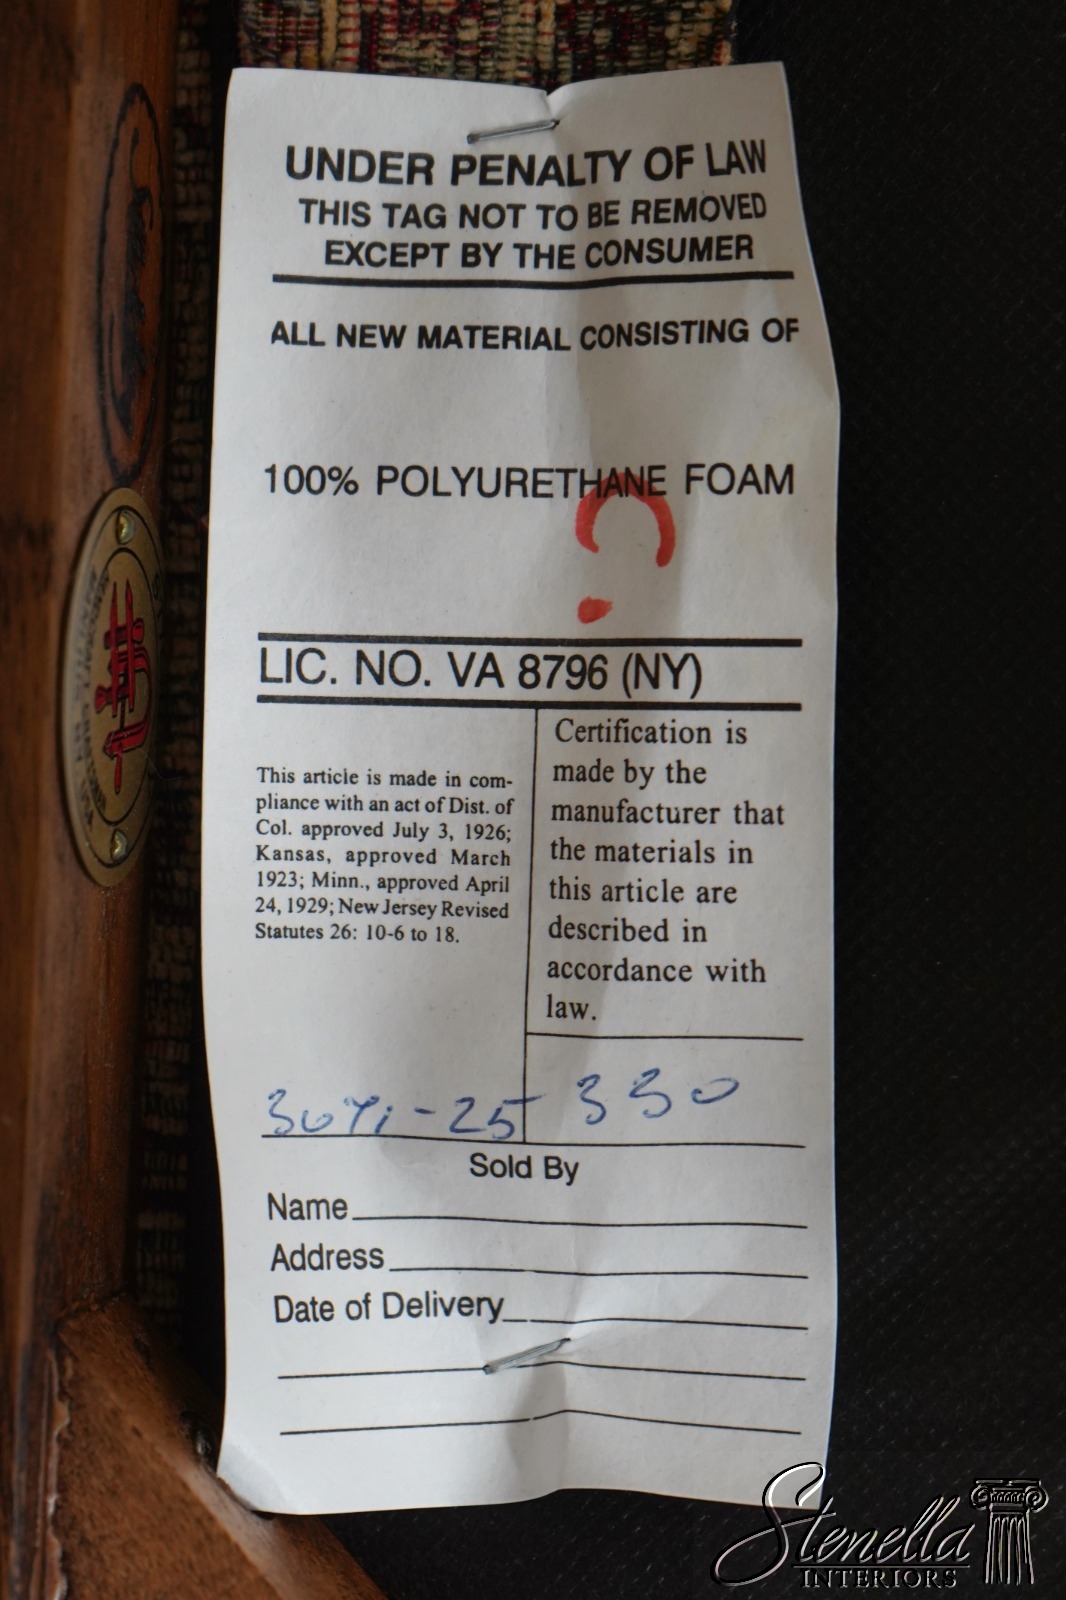 UNDER PENALTY OF LAW
THIS TAG NOT TO BE REMOVED
EXCEPT BY THE CONSUMER
ALL NEW MATERIAL CONSISTING OF
100% POLYURETHANE FOAM
LIC. NO. VA 8796 (NY)
This article is made in com-
pliance with an act of Dist. of
Col. approved July 3, 1926;
Kansas, approved March
1923; Minn., approved April
24, 1929; New Jersey Revised
Statutes 26: 10-6 to 18.
Certification is
made by the
manufacturer that
the materials in
this article are
described in
accordance with
law.
330
Sold By
Name
Address
Date of Delivery
Stenella
INTERIORS